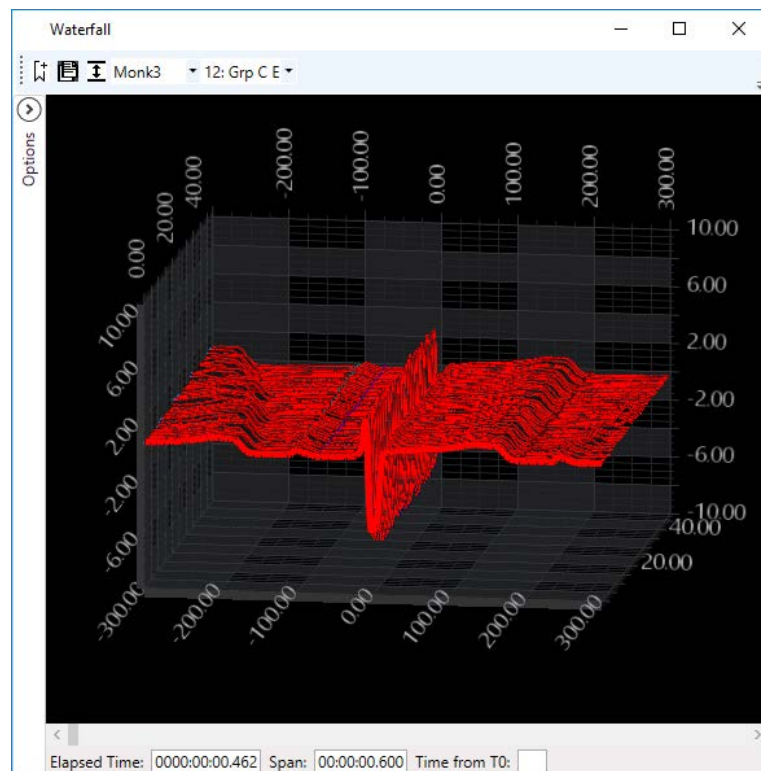 Waterfall
Monk3 12: Grp C E
Options
0.00 20.00 40.00 -200.00 -100.00 0.00 100.00 200.00 300.00
10.00 6.00 2.00 -2.00 -6.00 -10.00
40.00
20.00
10.00 6.00 2.00 -2.00 -6.00
-300.00 -200.00 -100.00 0.00 100.00 200.00 300.00
Elapsed Time: 0000:00:00.462 Span: 00:00:00.600 Time from T0: